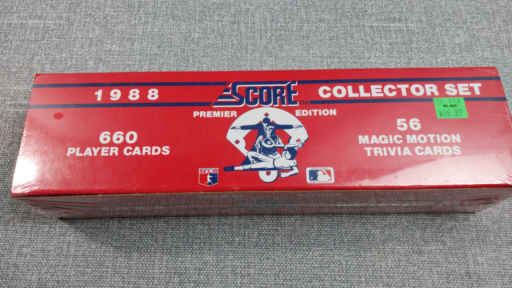 1988 SCORE COLLECTOR SET
PREMIER EDITION
660
PLAYER CARDS
56
MAGIC MOTION
TRIVIA CARDS